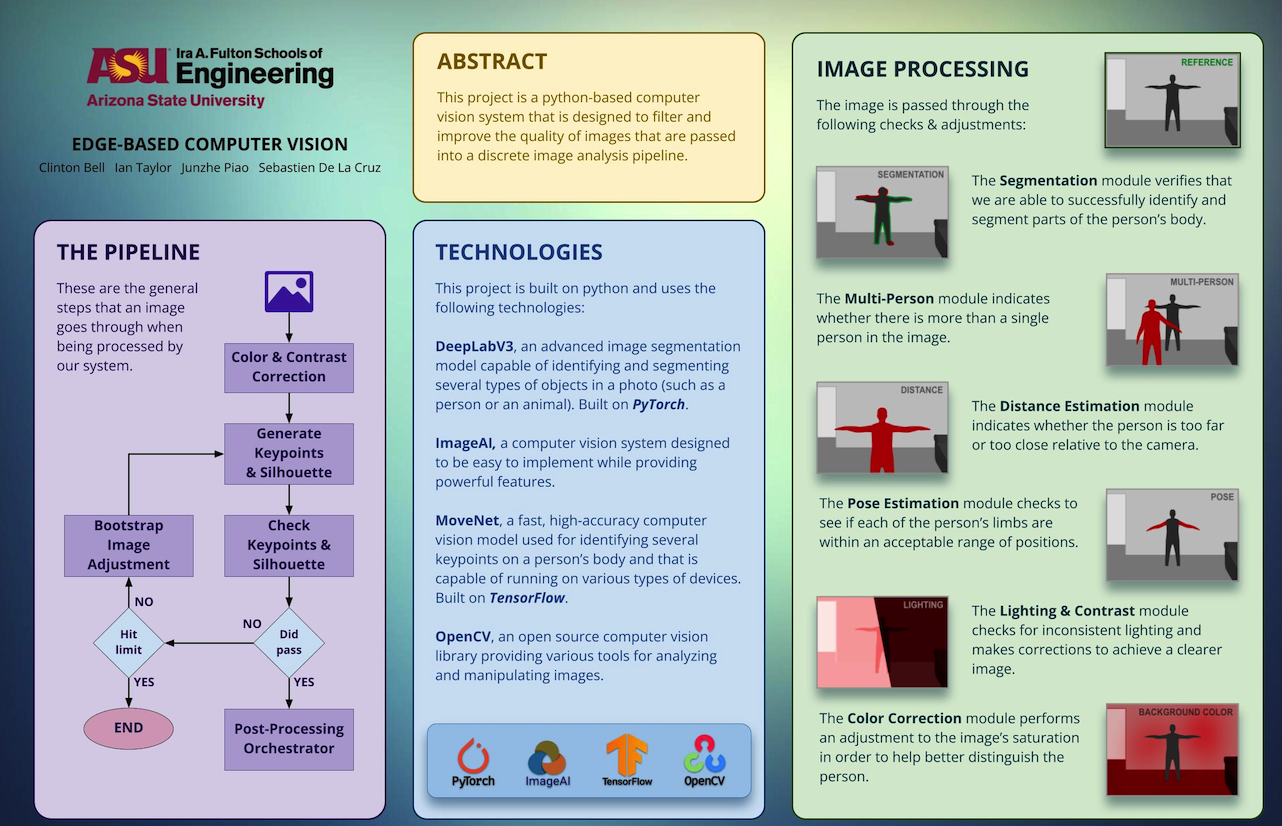 ASU Ira A. Fulton Schools of
Engineering
Arizona State University
EDGE-BASED COMPUTER VISION
Clinton Bell Ian Taylor Junzhe Piao Sebastien De La Cruz
THE PIPELINE
These are the general
steps that an image
goes through when
being processed by
our system.
Color & Contrast
Correction
Generate
Keypoints
& Silhouette
Check
Keypoints &
Silhouette
Bootstrap
Image
Adjustment
NO
Hit
limit
NO
Did
pass
YES
YES
END
Post-Processing
Orchestrator
ABSTRACT
This project is a python-based computer
vision system that is designed to filter and
improve the quality of images that are passed
into a discrete image analysis pipeline.
TECHNOLOGIES
This project is built on python and uses the
following technologies:
DeepLabV3, an advanced image segmentation
model capable of identifying and segmenting
several types of objects in a photo (such as a
person or an animal). Built on PyTorch.
ImageAI, a computer vision system designed
to be easy to implement while providing
powerful features.
MoveNet, a fast, high-accuracy computer
vision model used for identifying several
keypoints on a person's body and that is
capable of running on various types of devices.
Built on TensorFlow.
OpenCV, an open source computer vision
library providing various tools for analyzing
and manipulating images.
PyTorch
ImageAI
TensorFlow
OpenCV
IMAGE PROCESSING
The image is passed through the
following checks & adjustments:
REFERENCE
SEGMENTATION
The Segmentation module verifies that
we are able to successfully identify and
segment parts of the person's body.
The Multi-Person module indicates
whether there is more than a single
person in the image.
MULTI-PERSON
DISTANCE
The Distance Estimation module
indicates whether the person is too far
or too close relative to the camera.
The Pose Estimation module checks to
see if each of the person's limbs are
within an acceptable range of positions.
POSE
LIGHTING
The Lighting & Contrast module
checks for inconsistent lighting and
makes corrections to achieve a clearer
image.
The Color Correction module performs
an adjustment to the image's saturation
in order to help better distinguish the
person.
BACKGROUND COLOR